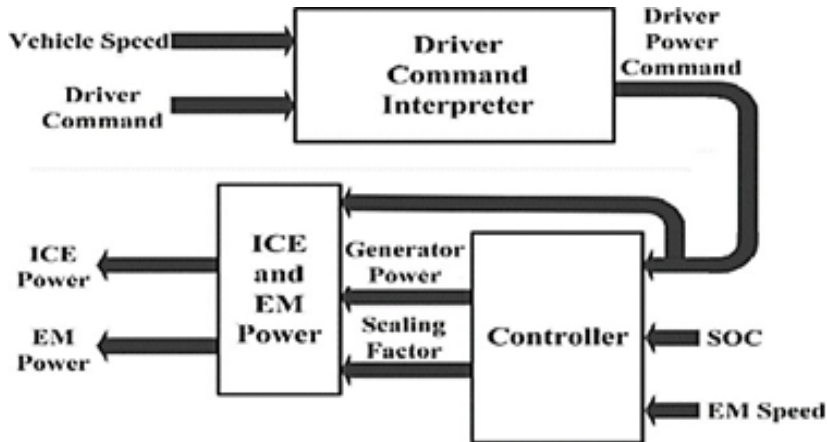 Vehicle Speed
Driver
Command
Driver
Command
Interpreter
Driver
Power
Command
ICE
Power
EM
Power
ICE
and
EM
Power
Generator
Power
Scaling
Factor
Controller
SOC
EM Speed